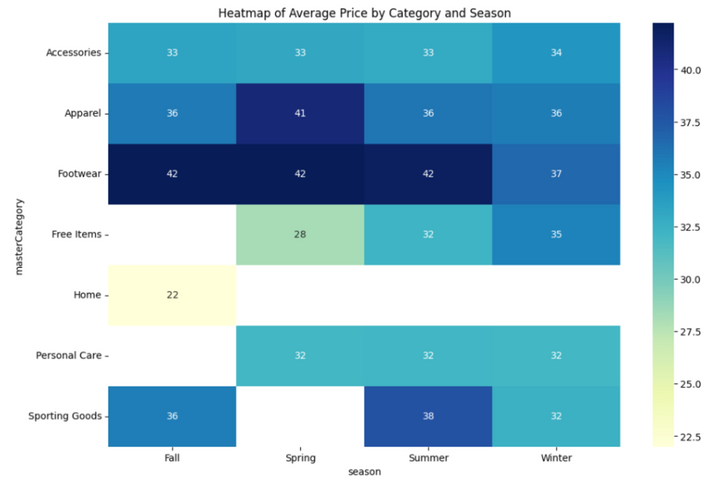 Heatmap of Average Price by Category and Season
Accessories 33 33 33 34
Apparel 36 41 36 36
Footwear 42 42 42 37
Free Items 28 32 35
Home 22
Personal Care 32 32 32
Sporting Goods 36 38 32
Fall Spring Summer Winter
season
masterCategory
40.0
37.5
35.0
32.5
30.0
27.5
25.0
22.5